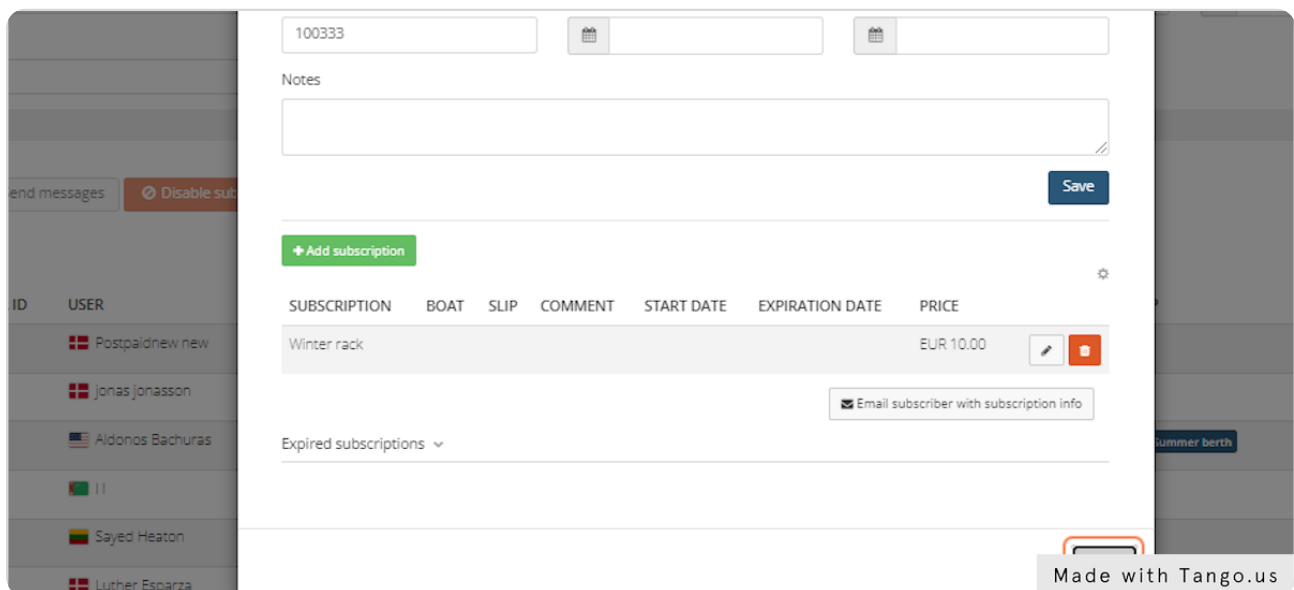 100333
Notes
Save
end messages
Disable sub
Add subscription
ID USER
SUBSCRIPTION BOAT SLIP COMMENT START DATE EXPIRATION DATE PRICE
Postpaidnew new
Winter rack EUR 10.00
jonas jonasson
Email subscriber with subscription info
Aldonos Bachuras
Expired subscriptions
Summer berth
I I
Sayed Heaton
Luther Esparza
Made with Tango.us